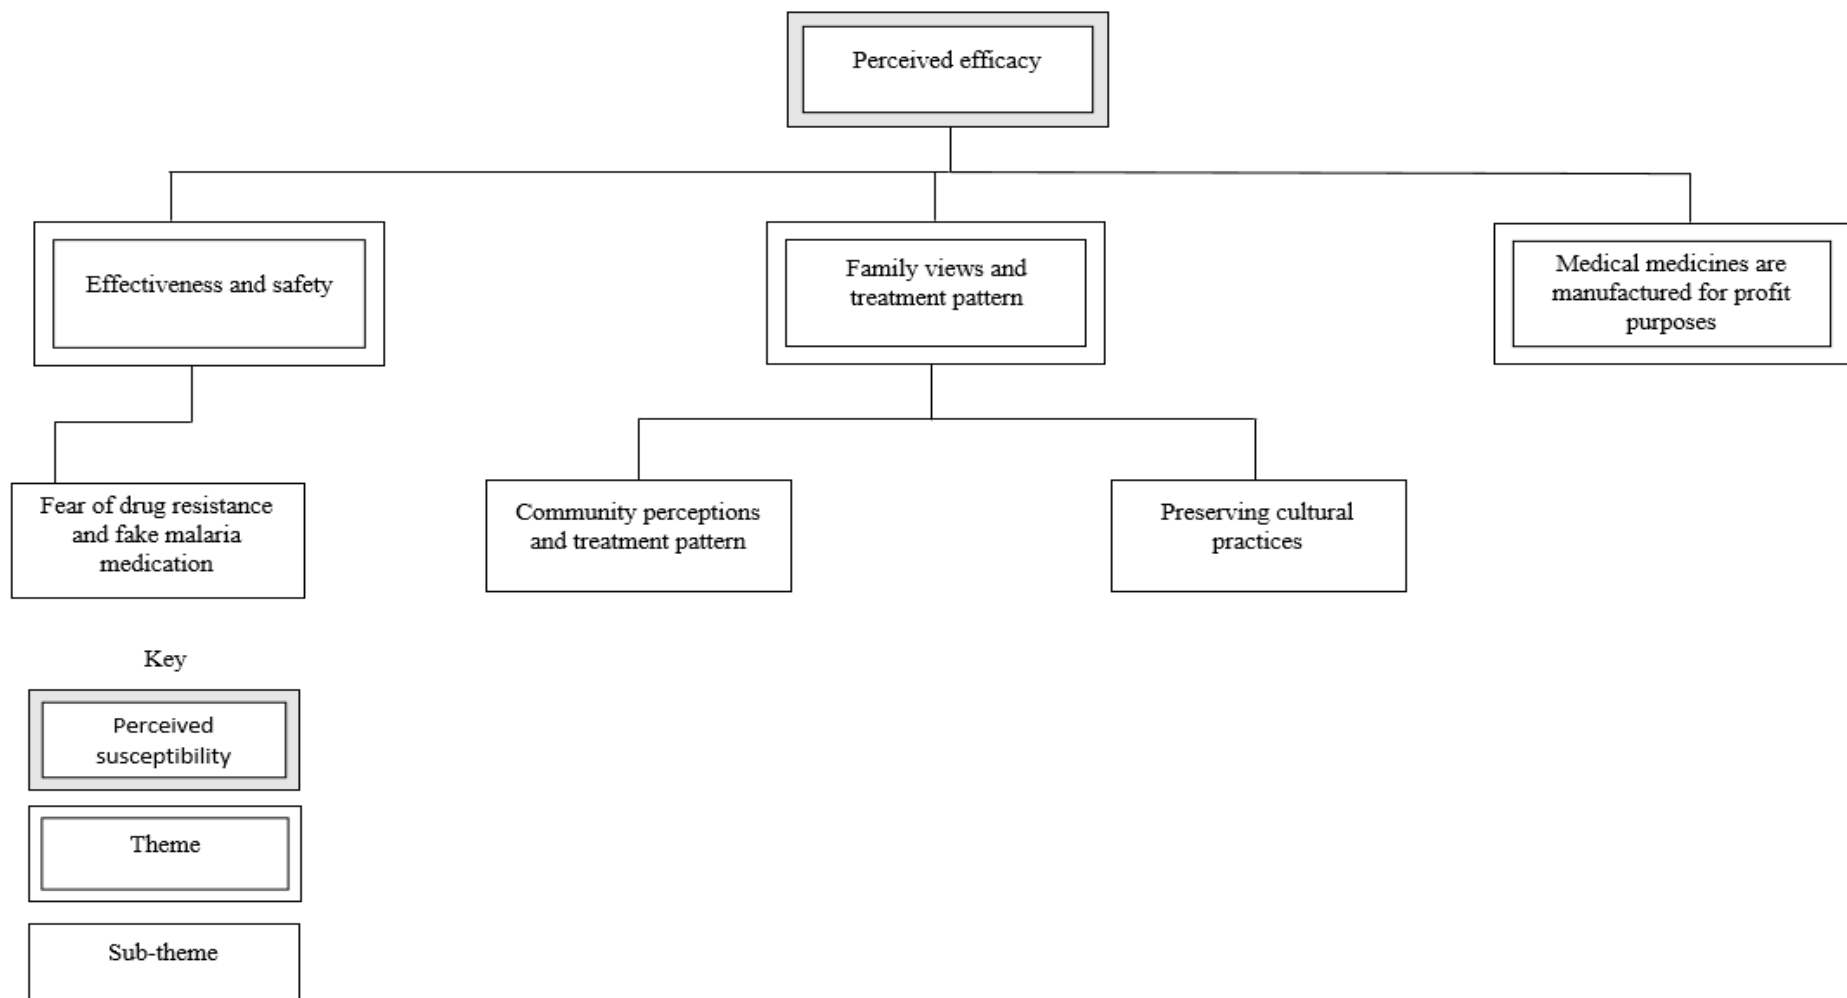 Perceived efficacy
Effectiveness and safety
Family views and
treatment pattern
Medical medicines are
manufactured for profit
purposes
Fear of drug resistance
and fake malaria
medication
Community perceptions
and treatment pattern
Preserving cultural
practices
Key
Perceived
susceptibility
Theme
Sub-theme